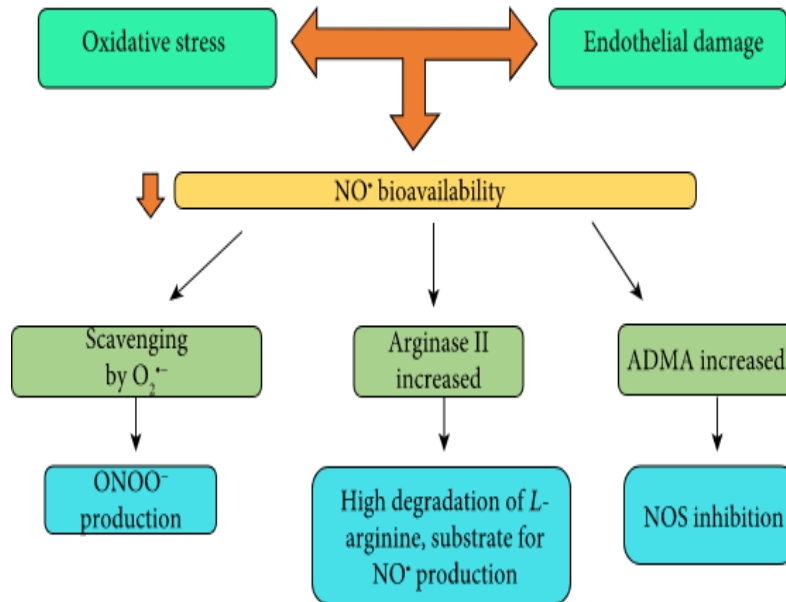 Oxidative stress
Endothelial damage
NO• bioavailability
Scavenging
by O₂•−
Arginase II
increased
ADMA increased
ONOO−
production
High degradation of L-
arginine, substrate for
NO• production
NOS inhibition